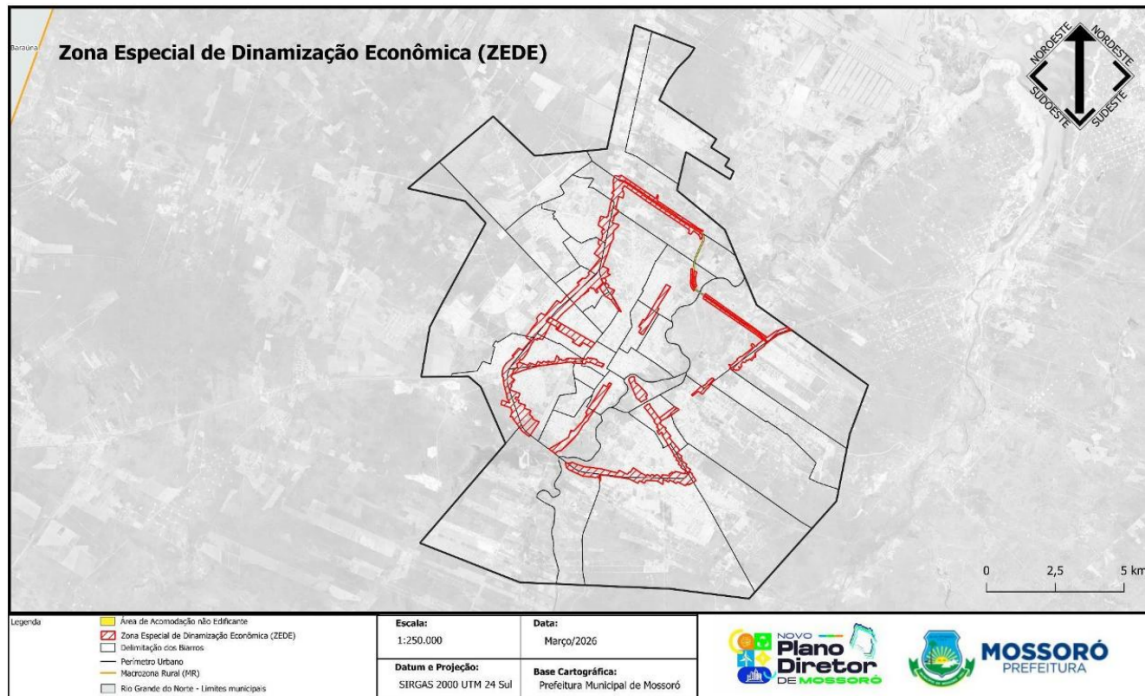 Baraúna
Zona Especial de Dinamização Econômica (ZEDE)
NOROESTE
NORDESTE
SUDOESTE
SUDESTE
0 2,5 5 km
Legenda
Área de Acomodação não Edificante
Zona Especial de Dinamização Econômica (ZEDE)
Delimitação dos Biarros
Perímetro Urbano
Macrozona Rural (MR)
Rio Grande do Norte - Limites municipais
Escala:
1:250.000
Data:
Março/2026
Datum e Projeção:
SIRGAS 2000 UTM 24 Sul
Base Cartográfica:
Prefeitura Municipal de Mossoró
NOVO
Plano
Diretor
DE MOSSORÓ
MOSSORÓ
PREFEITURA